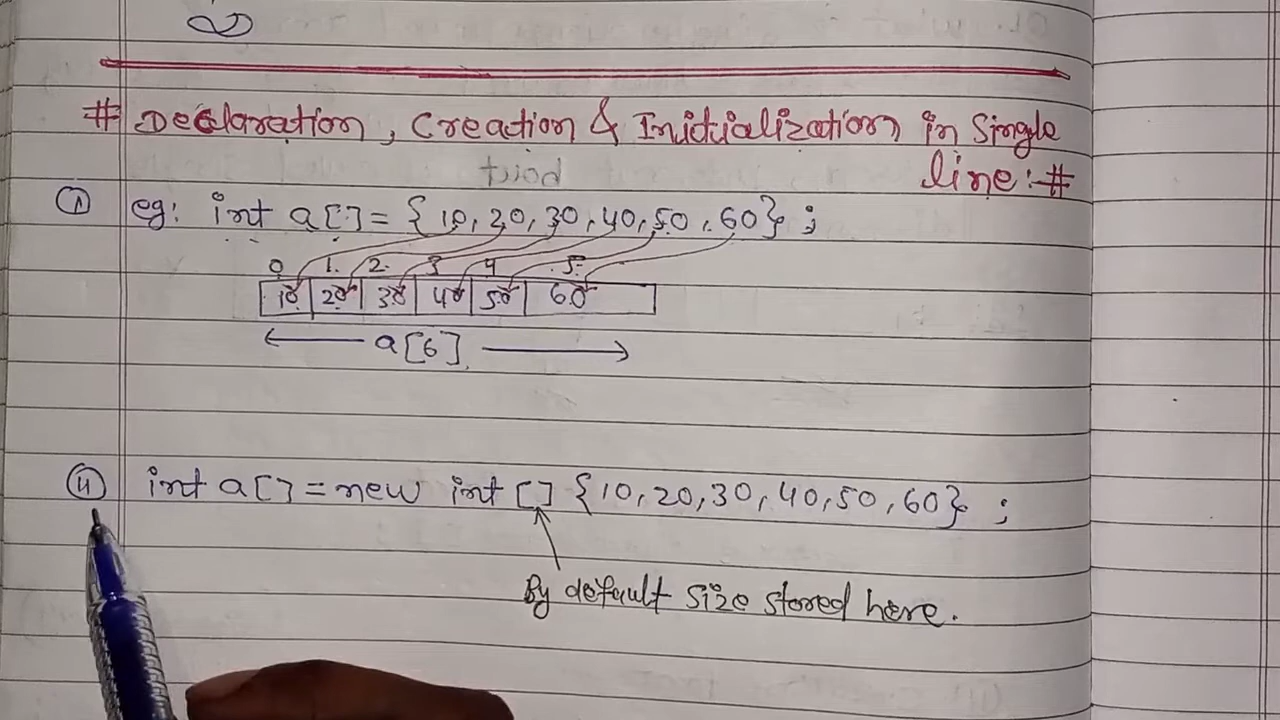 # Declaration, Creation & Initialization in Single
line:-#
① eg: int a[] = {10, 20, 30, 40, 50, 60} ;
0 1 2 3 4 5
10 20 30 40 50 60
a[6]
② int a[] = new int [] {10, 20, 30, 40, 50, 60} ;
By default size stored here.